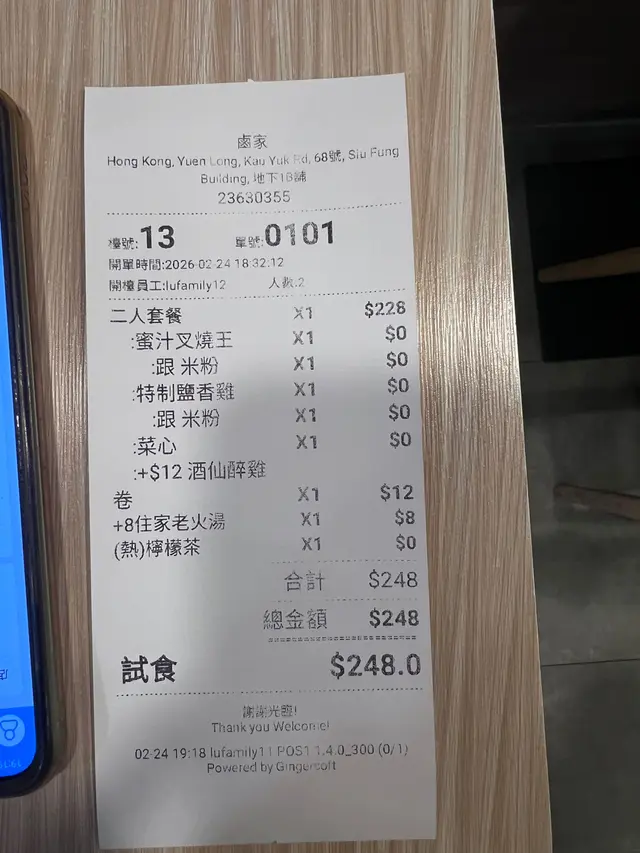 鹵家
Hong Kong, Yuen Long, Kau Yuk Rd, 68號, Siu Fung
Building, 地下1B舖
23630355
檯號:13 單號:0101
開單時間:2026-02-24 18:32:12
開檯員工:lufamily12 人數:2
二人套餐 X1 $228
:蜜汁叉燒王 X1 $0
:跟 米粉 X1 $0
:特制鹽香雞 X1 $0
:跟 米粉 X1 $0
:菜心 X1 $0
:+$12 酒仙醉雞
卷 X1 $12
+8住家老火湯 X1 $8
(熱)檸檬茶 X1 $0
合計 $248
總金額 $248
試食 $248.0
謝謝光臨!
Thank you Welcome!
02-24 19:18 lufamily11 POS1 1.4.0_300 (0/1)
Powered by Gingersoft